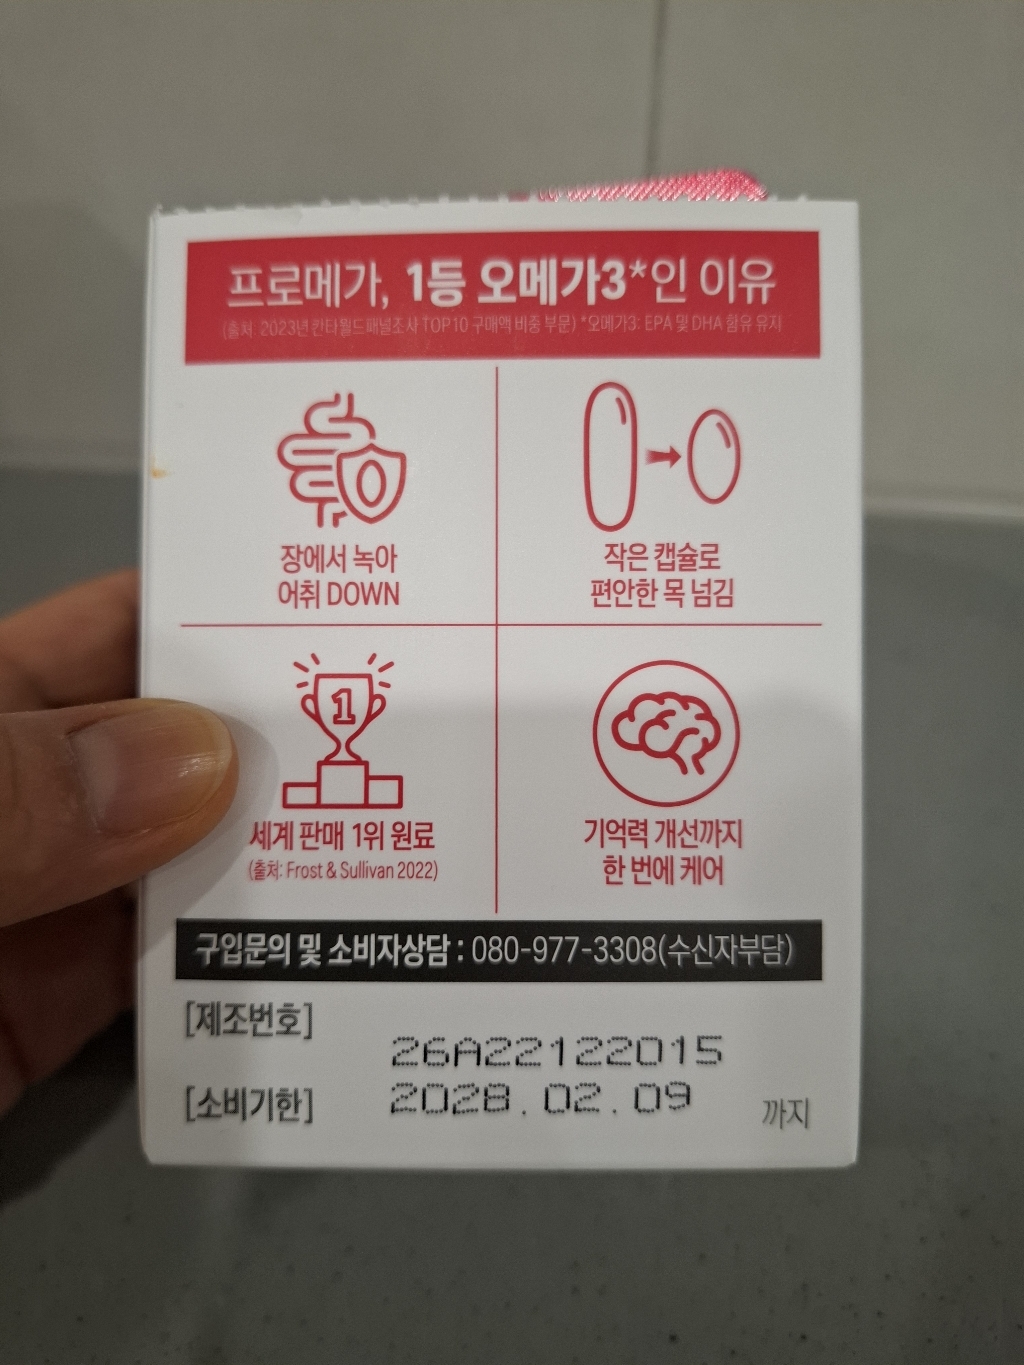 프로메가, 1등 오메가3*인 이유
(출처: 2023년 칸타월드패널조사 TOP10 구매액 비중 부문) *오메가3: EPA 및 DHA 함유 유지
장에서 녹아
어취 DOWN
작은 캡슐로
편안한 목 넘김
1
세계 판매 1위 원료
(출처: Frost & Sullivan 2022)
기억력 개선까지
한 번에 케어
구입문의 및 소비자상담 : 080-977-3308(수신자부담)
[제조번호] 26A22122015
[소비기한] 2028.02.09 까지